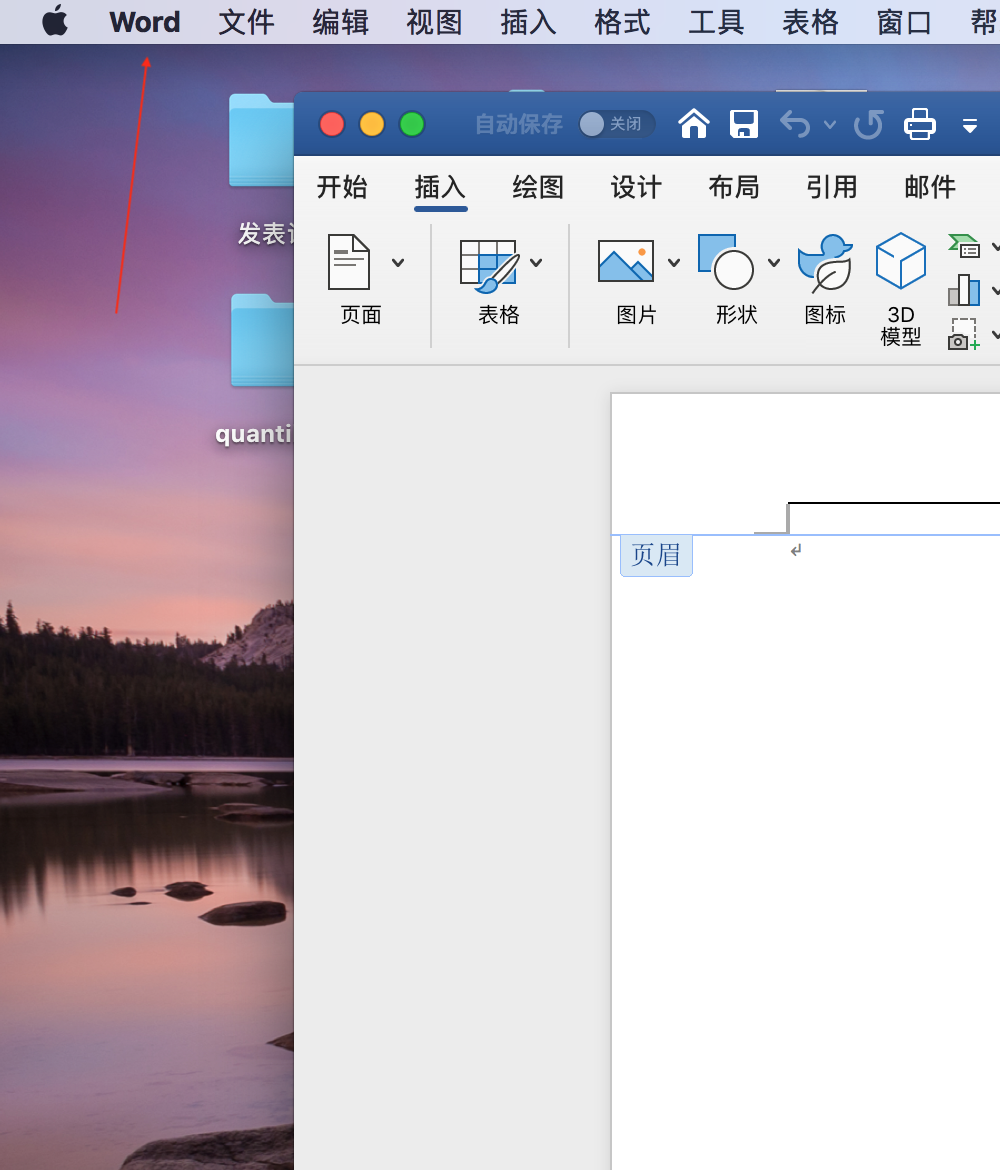 Word 文件 编辑 视图 插入 格式 工具 表格 窗口 帮
自动保存 关闭
开始 插入 绘图 设计 布局 引用 邮件
发表
页面 表格 图片 形状 图标 3D
模型
quanti
页眉